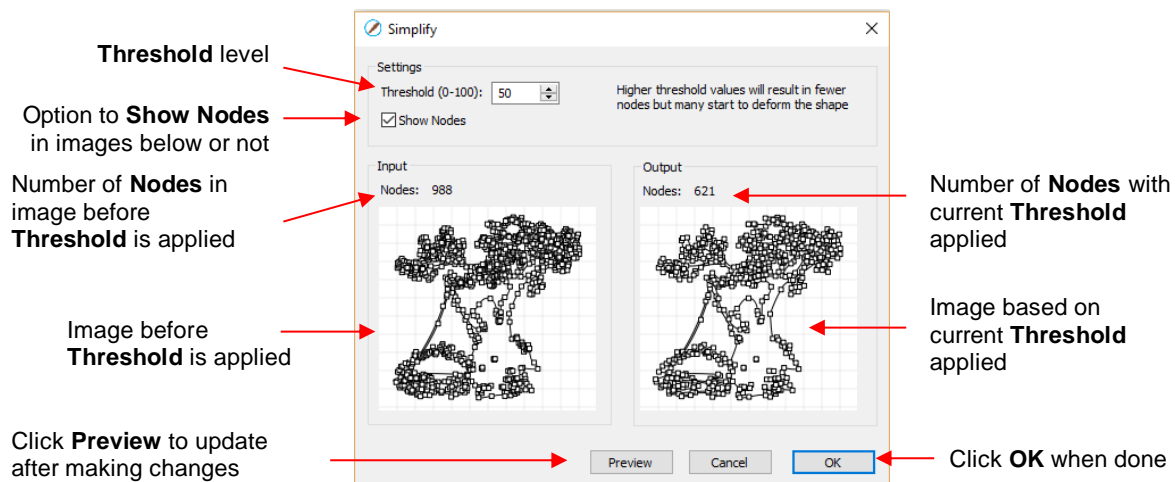 Simplify
Threshold level
Settings
Threshold (0-100): 50
Higher threshold values will result in fewer
nodes but many start to deform the shape
Show Nodes
Option to Show Nodes
in images below or not
Input
Nodes: 988
Output
Nodes: 621
Number of Nodes in
image before
Threshold is applied
Number of Nodes with
current Threshold
applied
Image before
Threshold is applied
Image based on
current Threshold
applied
Click Preview to update
after making changes
Preview
Cancel
OK
Click OK when done